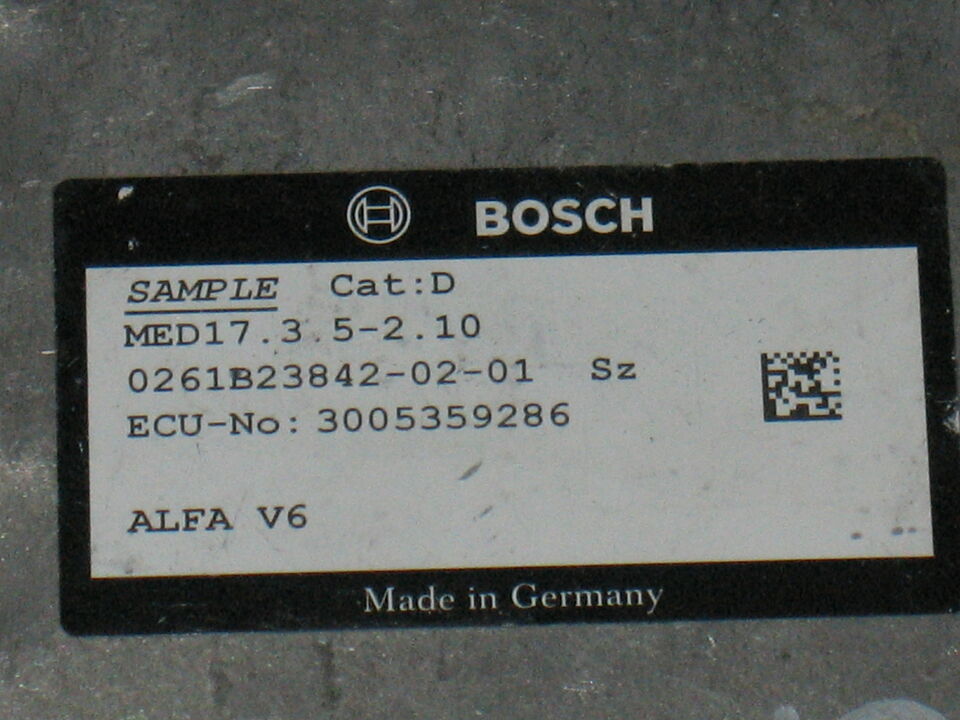 BOSCH
SAMPLE Cat:D
MED17.3.5-2.10
0261B23842-02-01 Sz
ECU-No: 3005359286
ALFA V6
Made in Germany